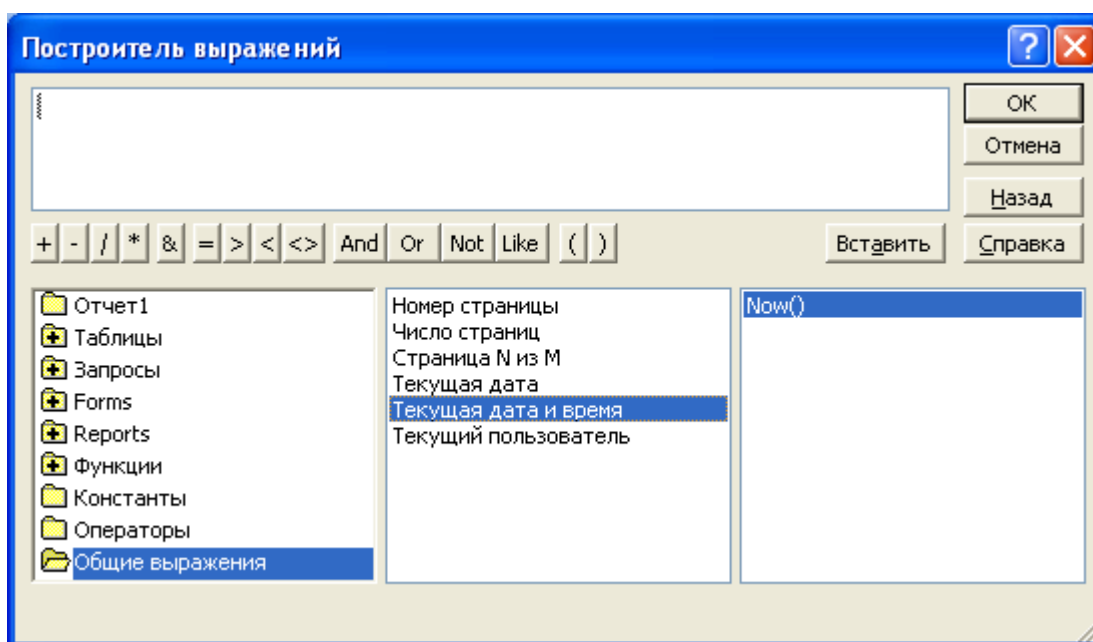 Построитель выражений
ОК
Отмена
Назад
+ - / * & = > < <> And Or Not Like ( ) Вставить Справка
Отчет1
Таблицы
Запросы
Forms
Reports
Функции
Константы
Операторы
Общие выражения
Номер страницы
Число страниц
Страница N из M
Текущая дата
Текущая дата и время
Текущий пользователь
Now()